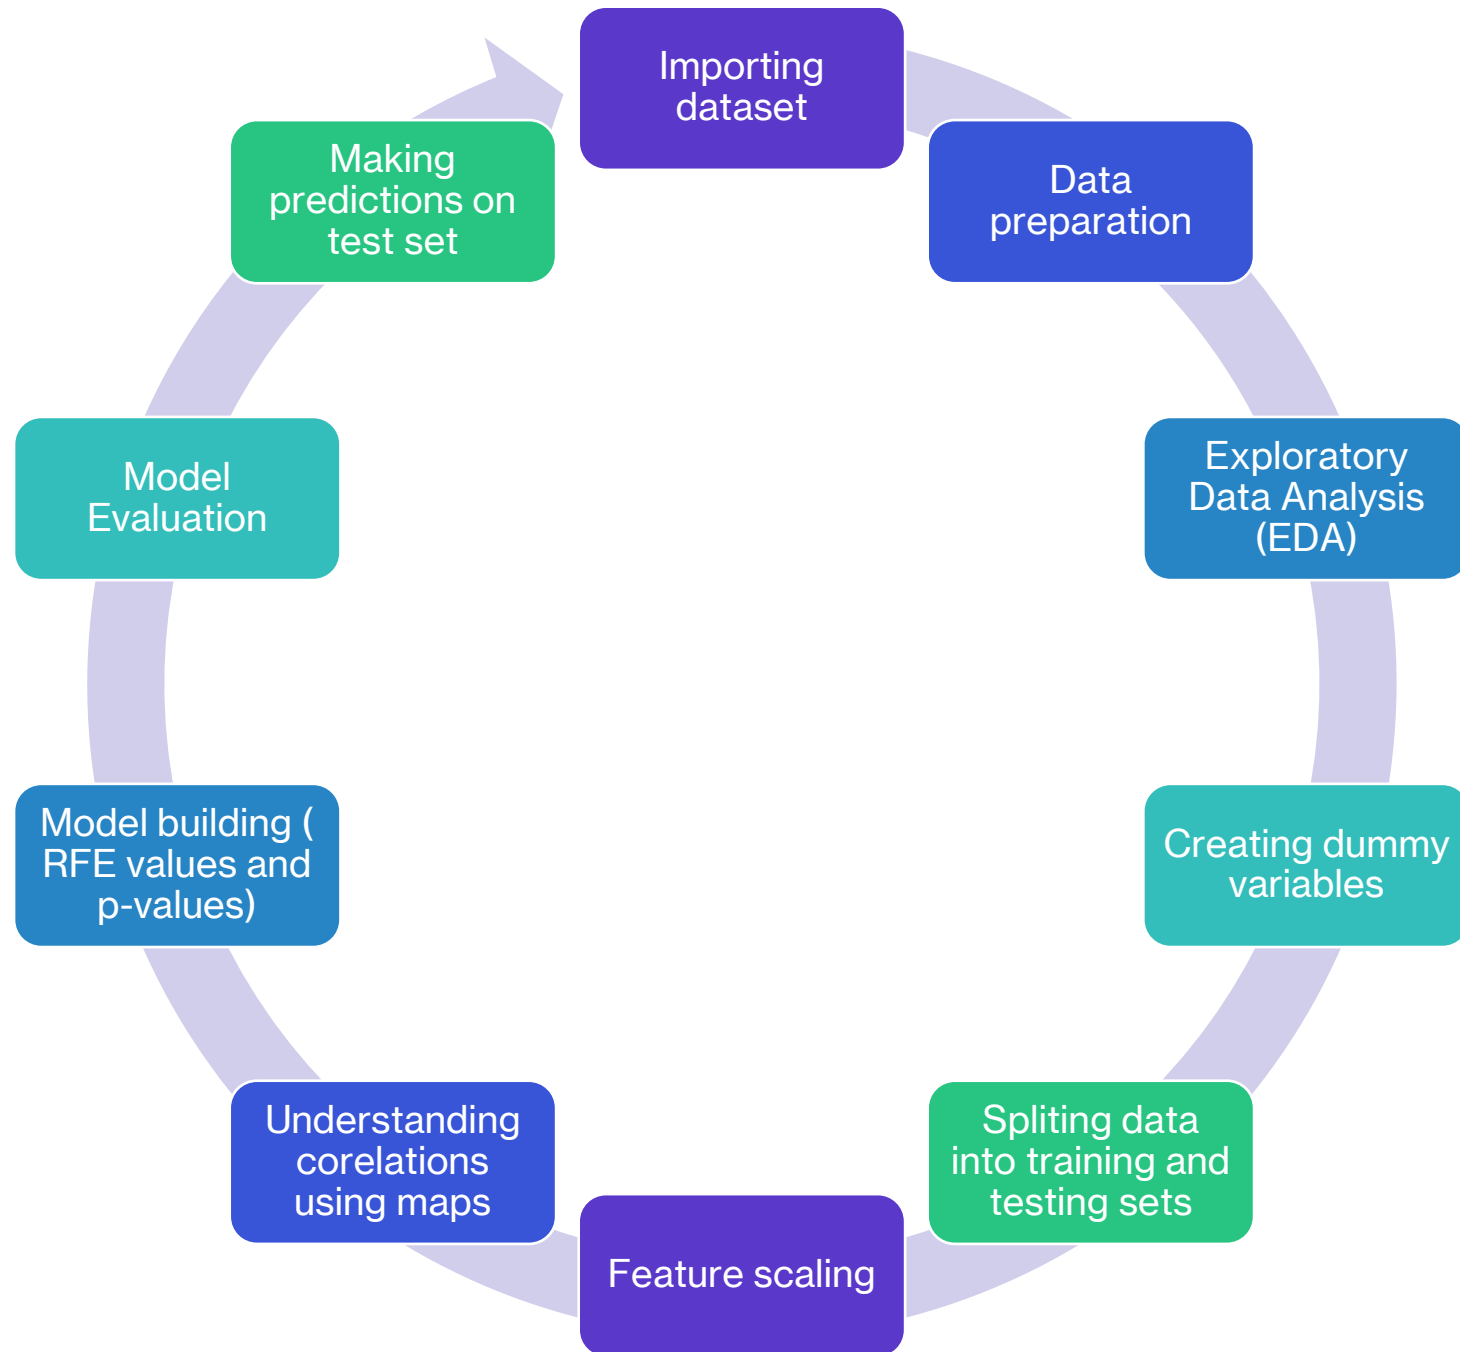 Importing
dataset
Data
preparation
Exploratory
Data Analysis
(EDA)
Creating dummy
variables
Spliting data
into training and
testing sets
Feature scaling
Understanding
corelations
using maps
Model building (
RFE values and
p-values)
Model
Evaluation
Making
predictions on
test set